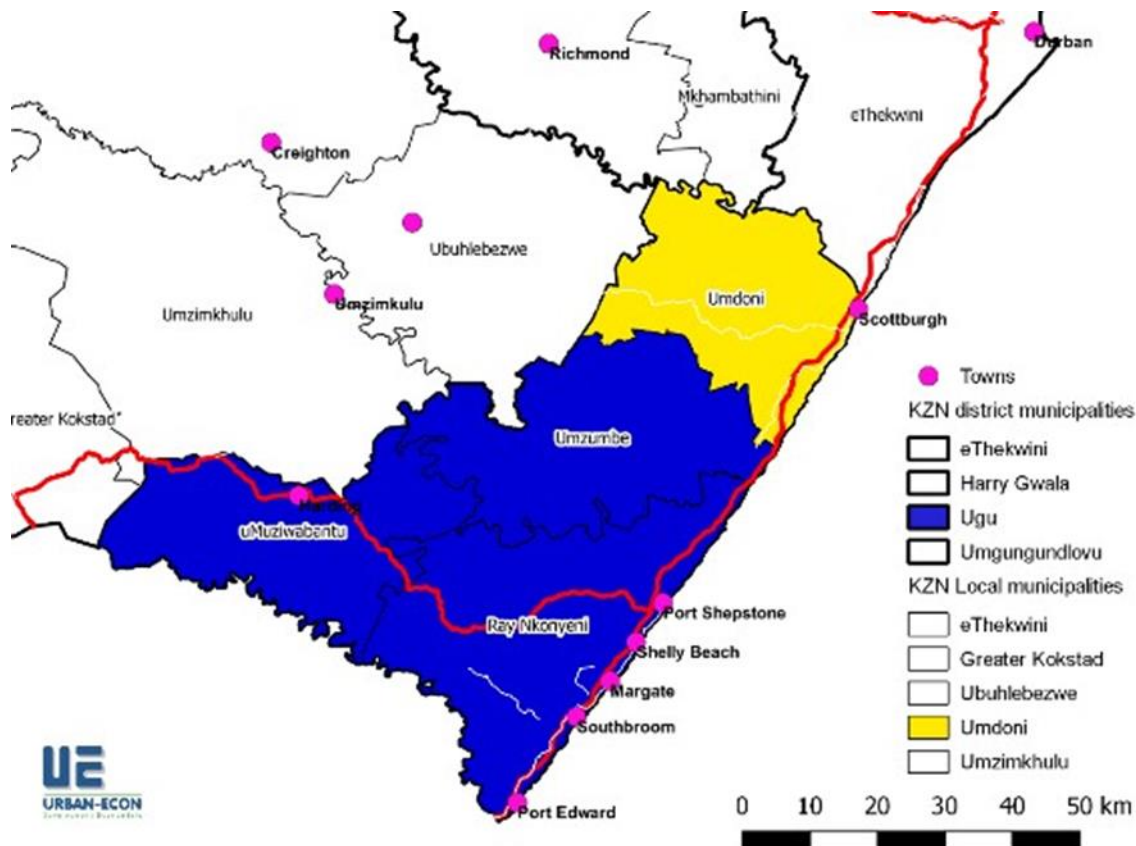 Richmond
Durban
Mkhambathini
eThekwini
Creighton
Ubuhlebezwe
Umzimkulu
Umzimkhulu
Umdoni
Scottburgh
reater Kokstad*
Umzumbe
Harding
uMuziwabantu
Port Shepstone
Ray Nkonyeni
Shelly Beach
Margate
Southbroom
Port Edward
Towns
KZN district municipalities
eThekwini
Harry Gwala
Ugu
Umgungundlovu
KZN Local municipalities
eThekwini
Greater Kokstad
Ubuhlebezwe
Umdoni
Umzimkhulu
UE
URBAN-ECON
0 10 20 30 40 50 km